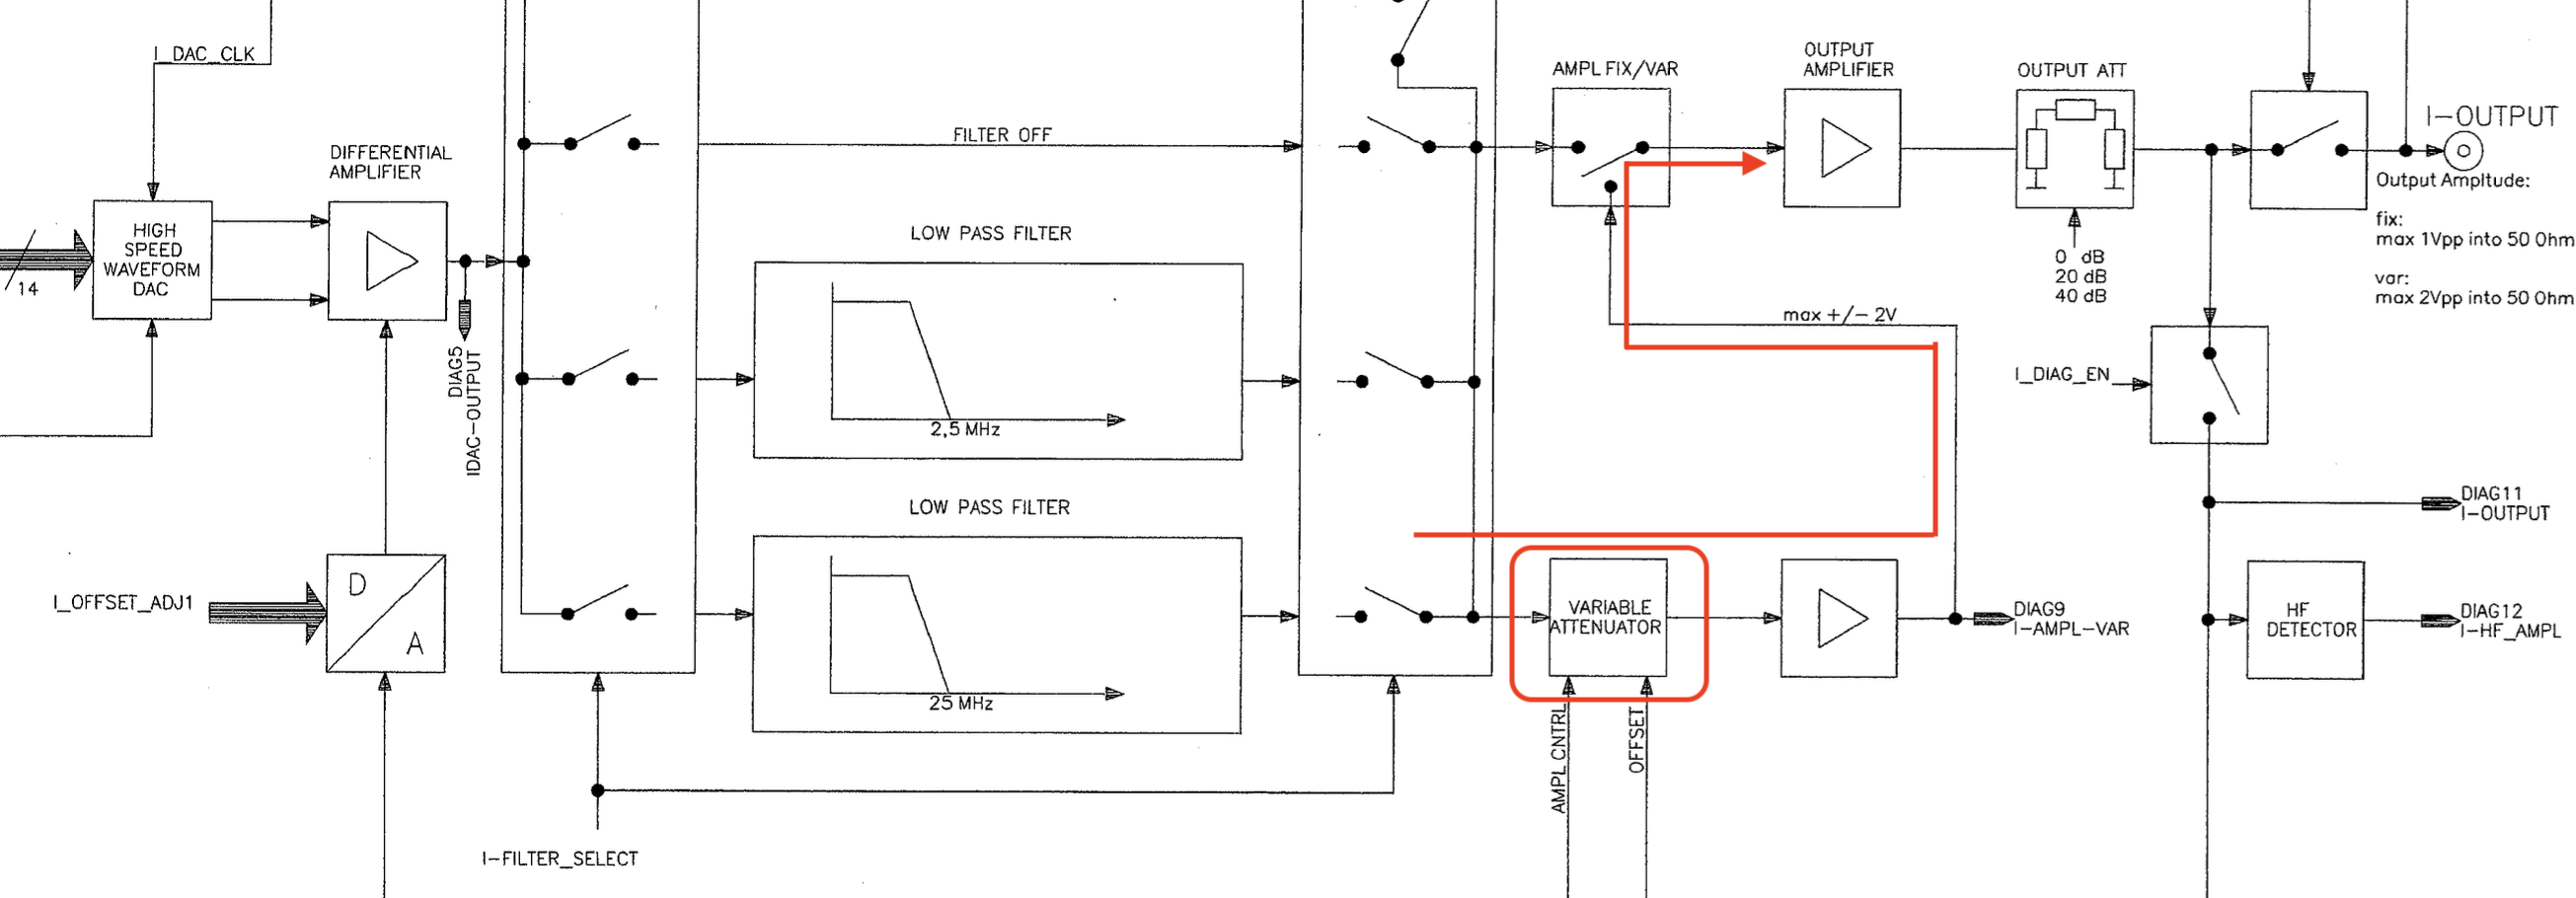 I_DAC_CLK
HIGH
SPEED
WAVEFORM
DAC
14
DIFFERENTIAL
AMPLIFIER
DIAG5
IDAC-OUTPUT
I_OFFSET_ADJ1
D
A
I-FILTER_SELECT
FILTER OFF
LOW PASS FILTER
2,5 MHz
LOW PASS FILTER
25 MHz
AMPL FIX/VAR
OUTPUT
AMPLIFIER
OUTPUT ATT
0 dB
20 dB
40 dB
I-OUTPUT
Output Ampltude:
fix:
max 1Vpp into 50 Ohm
var:
max 2Vpp into 50 Ohm
max +/- 2V
I_DIAG_EN
VARIABLE
ATTENUATOR
AMPL CNTRL
OFFSET
DIAG9
I-AMPL-VAR
DIAG11
I-OUTPUT
HF
DETECTOR
DIAG12
I-HF_AMPL